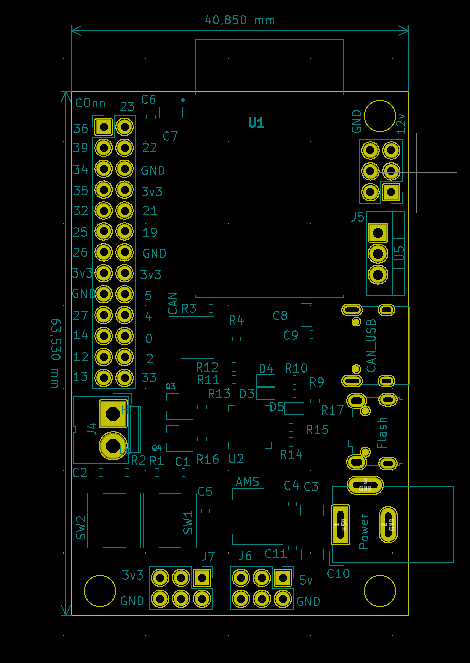 40,850 mm
COnn
23
C6
C7
U1
GND
12v
36
39
22
34
GND
35
3v3
32
21
25
19
26
GND
3v3
3v3
GND
5
27
4
14
0
12
2
13
33
J5
U5
CAN
R3
R4
C8
C9
CAN_USB
63,530 mm
R12
R11
R13
D4
D3
D5
R10
R9
R17
R15
R14
Q3
Q4
J4
R16
U2
Flash
C2
R2
R1
C1
SW2
SW1
C5
AMS
C4
C3
Power
C11
C10
J7
J6
3v3
5v
GND
GND